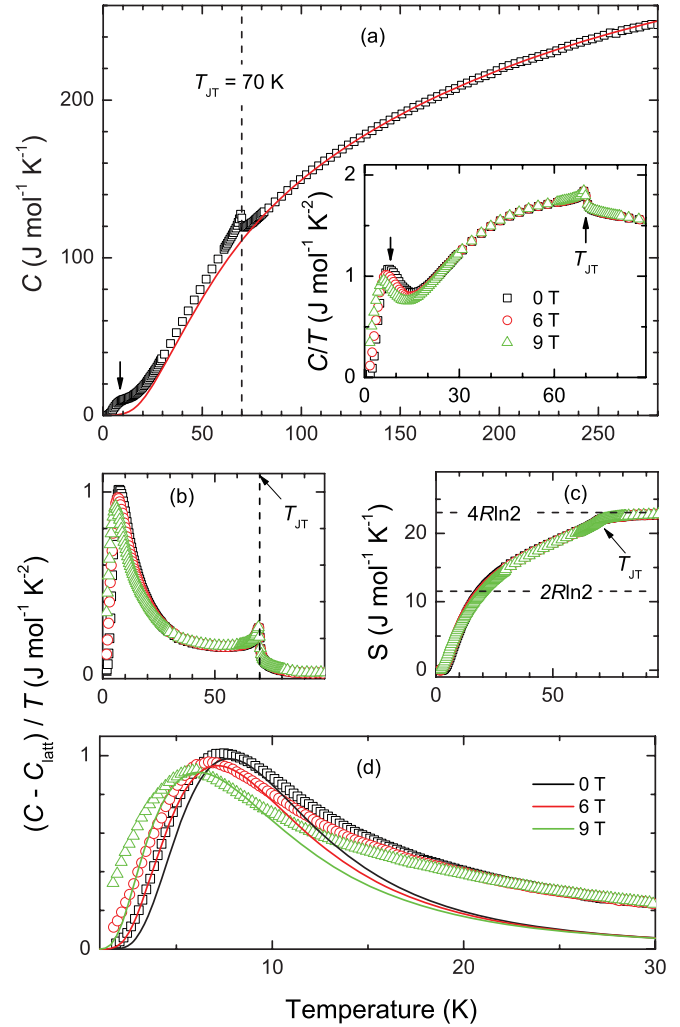 (a)
T_JT = 70 K
C (J mol⁻¹ K⁻¹)
200
100
0
0 50 100 150 200 250
C/T (J mol⁻¹ K⁻²)
2
1
0
0 30 60
T_JT
0 T
6 T
9 T
(b)
T_JT
1
0
0 50
(c)
S (J mol⁻¹ K⁻¹)
4Rln2
2Rln2
T_JT
20
10
0
0 50
(C - C_latt) / T (J mol⁻¹ K⁻²)
(d)
1
0
0 T
6 T
9 T
10 20 30
Temperature (K)